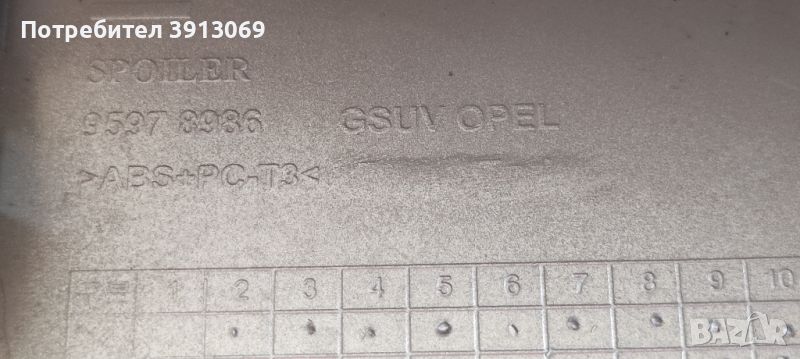 Потребител 3913069
SPOILER
9597 8986 GSUV OPEL
>ABS+PC-T3<
1 2 3 4 5 6 7 8 9 10
BAZAR